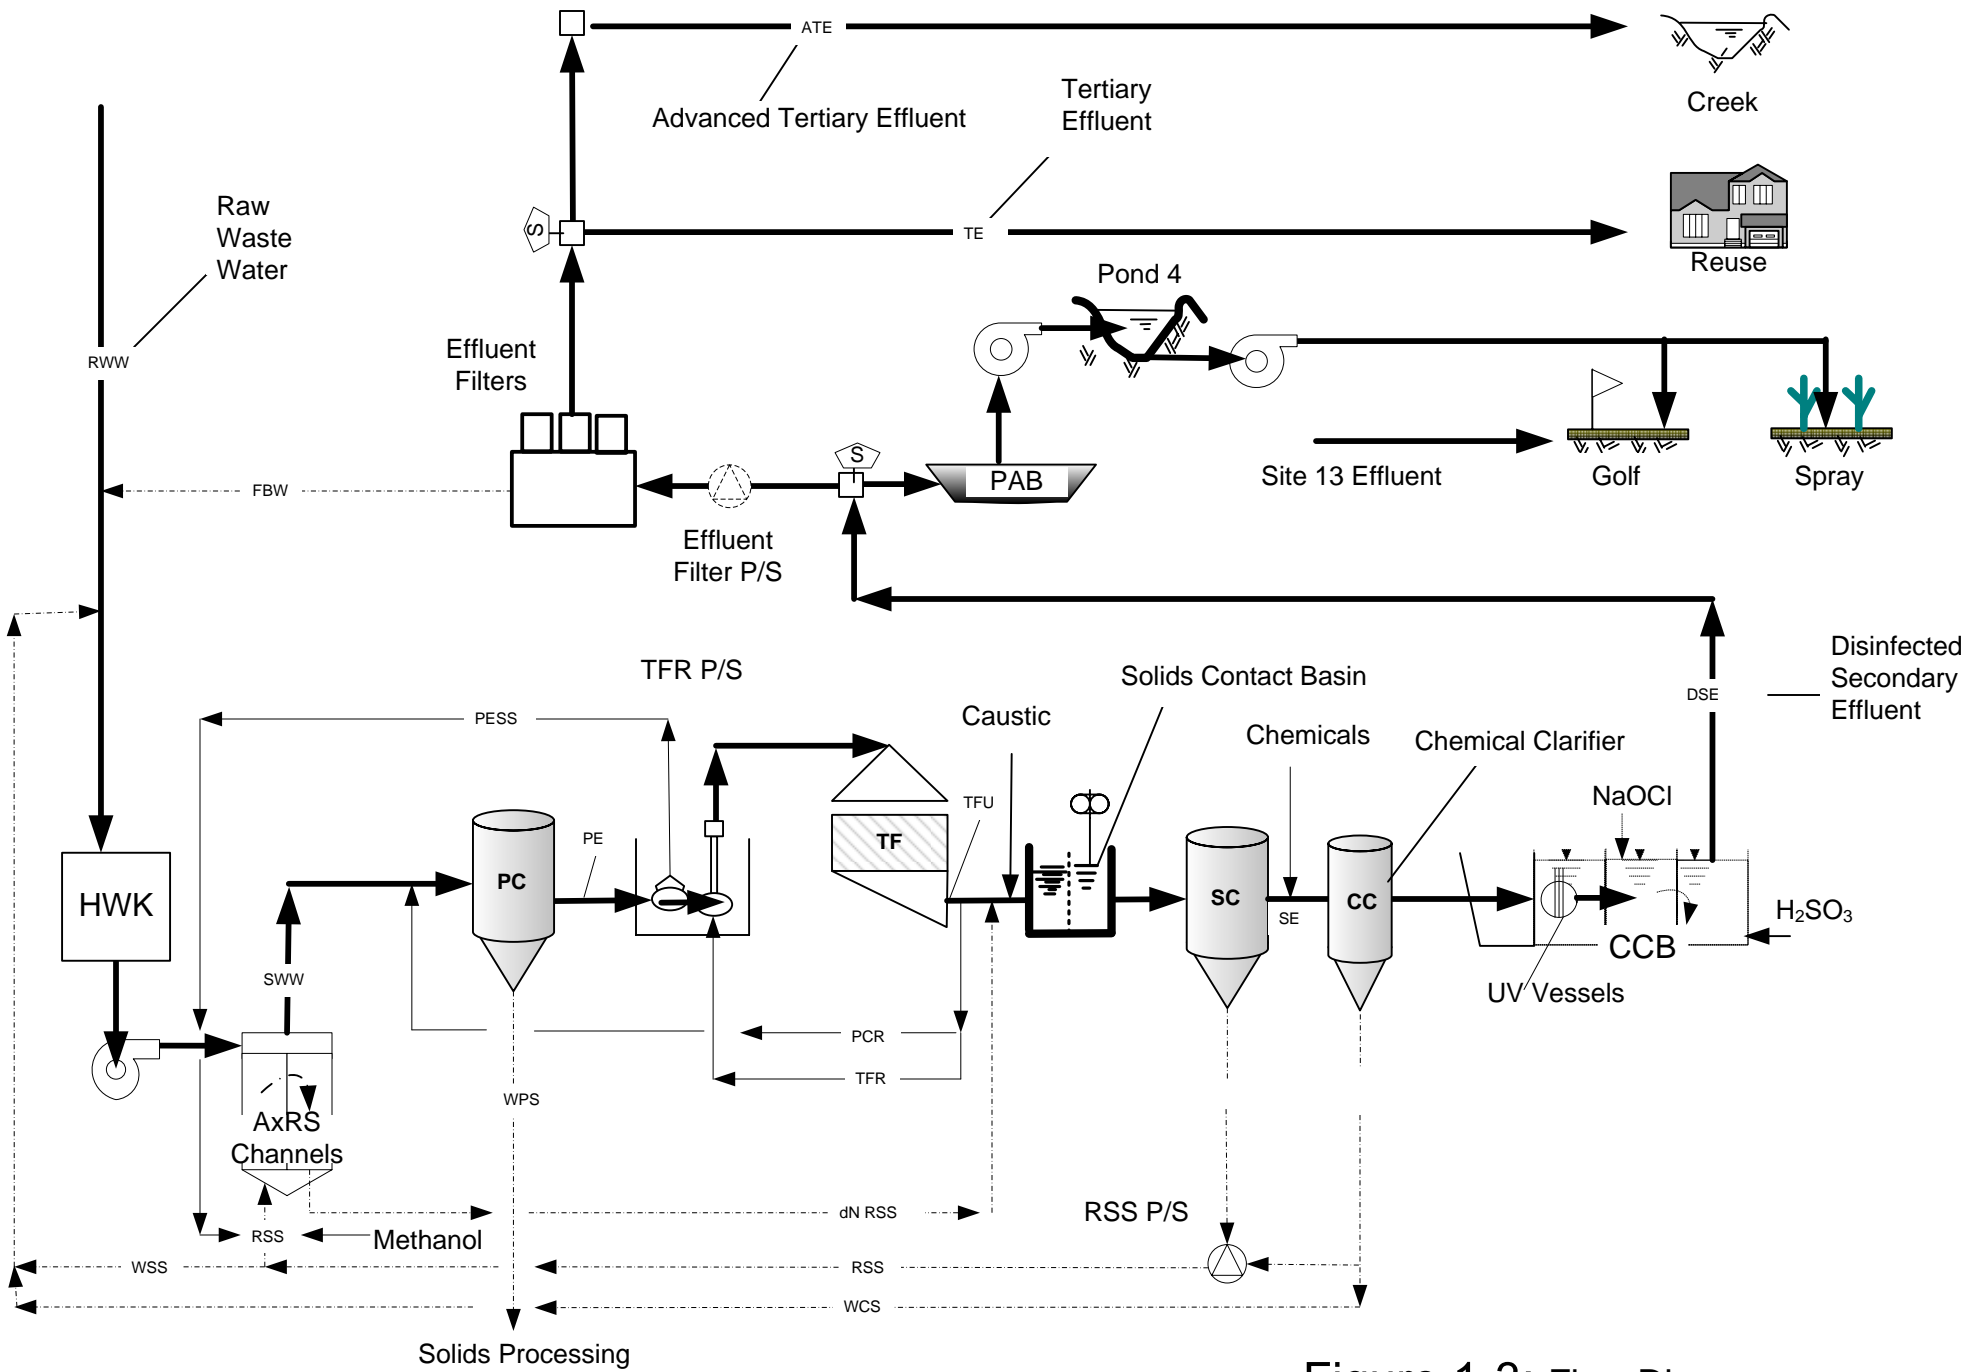 ATE
Advanced Tertiary Effluent
Tertiary
Effluent
Creek
Raw
Waste
Water
S
TE
Reuse
Pond 4
RWW
Effluent
Filters
FBW
S
PAB
Site 13 Effluent
Golf
Spray
Effluent
Filter P/S
TFR P/S
Solids Contact Basin
DSE
Disinfected
Secondary
Effluent
PESS
Caustic
Chemicals
Chemical Clarifier
TFU
NaOCl
PE
TF
HWK
PC
SC
SE
CC
CCB
H2SO3
SWW
UV Vessels
PCR
TFR
WPS
AxRS
Channels
dN RSS
RSS P/S
RSS
Methanol
WSS
RSS
WCS
Solids Processing